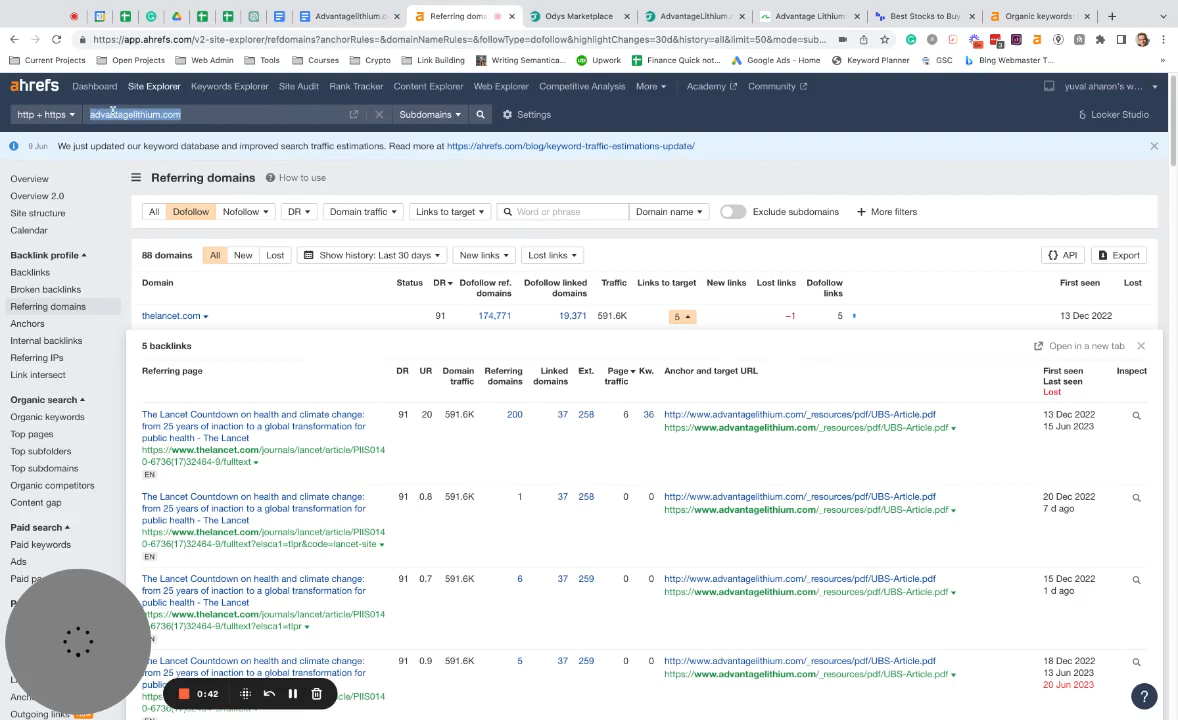 AdvantageLithium.c
Referring doma
Odys Marketplace
AdvantageLithium.
Advantage Lithium:
Best Stocks to Buy
Organic keywords:
https://app.ahrefs.com/v2-site-explorer/refdomains?anchorRules=&domainNameRules=&followType=dofollow&highlightChanges=30d&history=all&limit=50&mode=sub...
Current Projects
Open Projects
Web Admin
Tools
Courses
Crypto
Link Building
Writing Semantica...
Upwork
Finance Quick not...
Google Ads - Home
Keyword Planner
GSC
Bing Webmaster T...
ahrefs
Dashboard
Site Explorer
Keywords Explorer
Site Audit
Rank Tracker
Content Explorer
Web Explorer
Competitive Analysis
More
Academy
Community
yuval aharon's w...
http + https
advantagelithium.com
Subdomains
Settings
Looker Studio
9 Jun We just updated our keyword database and improved search traffic estimations. Read more at https://ahrefs.com/blog/keyword-traffic-estimations-update/
Overview
Overview 2.0
Site structure
Calendar
Backlink profile
Backlinks
Broken backlinks
Referring domains
Anchors
Internal backlinks
Referring IPs
Link intersect
Organic search
Organic keywords
Top pages
Top subfolders
Top subdomains
Organic competitors
Content gap
Paid search
Paid keywords
Ads
Paid pa
Outgoing links
Referring domains
How to use
All
Dofollow
Nofollow
DR
Domain traffic
Links to target
Word or phrase
Domain name
Exclude subdomains
More filters
88 domains
All
New
Lost
Show history: Last 30 days
New links
Lost links
API
Export
Domain Status DR Dofollow ref. domains Dofollow linked domains Traffic Links to target New links Lost links Dofollow links First seen Lost
thelancet.com 91 174,771 19,371 591.6K 5 −1 5 13 Dec 2022
5 backlinks
Open in a new tab
Referring page DR UR Domain traffic Referring domains Linked domains Ext. Page traffic Kw. Anchor and target URL First seen Last seen Lost Inspect
The Lancet Countdown on health and climate change: 91 20 591.6K 200 37 258 6 36 http://www.advantagelithium.com/_resources/pdf/UBS-Article.pdf 13 Dec 2022
from 25 years of inaction to a global transformation for https://www.advantagelithium.com/_resources/pdf/UBS-Article.pdf 15 Jun 2023
public health - The Lancet
https://www.thelancet.com/journals/lancet/article/PIIS014
0-6736(17)32464-9/fulltext
EN
The Lancet Countdown on health and climate change: 91 0.8 591.6K 1 37 258 0 0 http://www.advantagelithium.com/_resources/pdf/UBS-Article.pdf 20 Dec 2022
from 25 years of inaction to a global transformation for https://www.advantagelithium.com/_resources/pdf/UBS-Article.pdf 7 d ago
public health - The Lancet
https://www.thelancet.com/journals/lancet/article/PIIS014
0-6736(17)32464-9/fulltext?elsca1=tlpr&code=lancet-site
EN
The Lancet Countdown on health and climate change: 91 0.7 591.6K 6 37 259 0 0 http://www.advantagelithium.com/_resources/pdf/UBS-Article.pdf 15 Dec 2022
from 25 years of inaction to a global transformation for https://www.advantagelithium.com/_resources/pdf/UBS-Article.pdf 1 d ago
public health - The Lancet
https://www.thelancet.com/journals/lancet/article/PIIS014
0-6736(17)32464-9/fulltext?elsca1=tlpr
The Lancet Countdown on health and climate change: 91 0.9 591.6K 5 37 259 0 0 http://www.advantagelithium.com/_resources/pdf/UBS-Article.pdf 18 Dec 2022
from 25 years of inaction to a global transformation for https://www.advantagelithium.com/_resources/pdf/UBS-Article.pdf 13 Jun 2023
20 Jun 2023
0:42